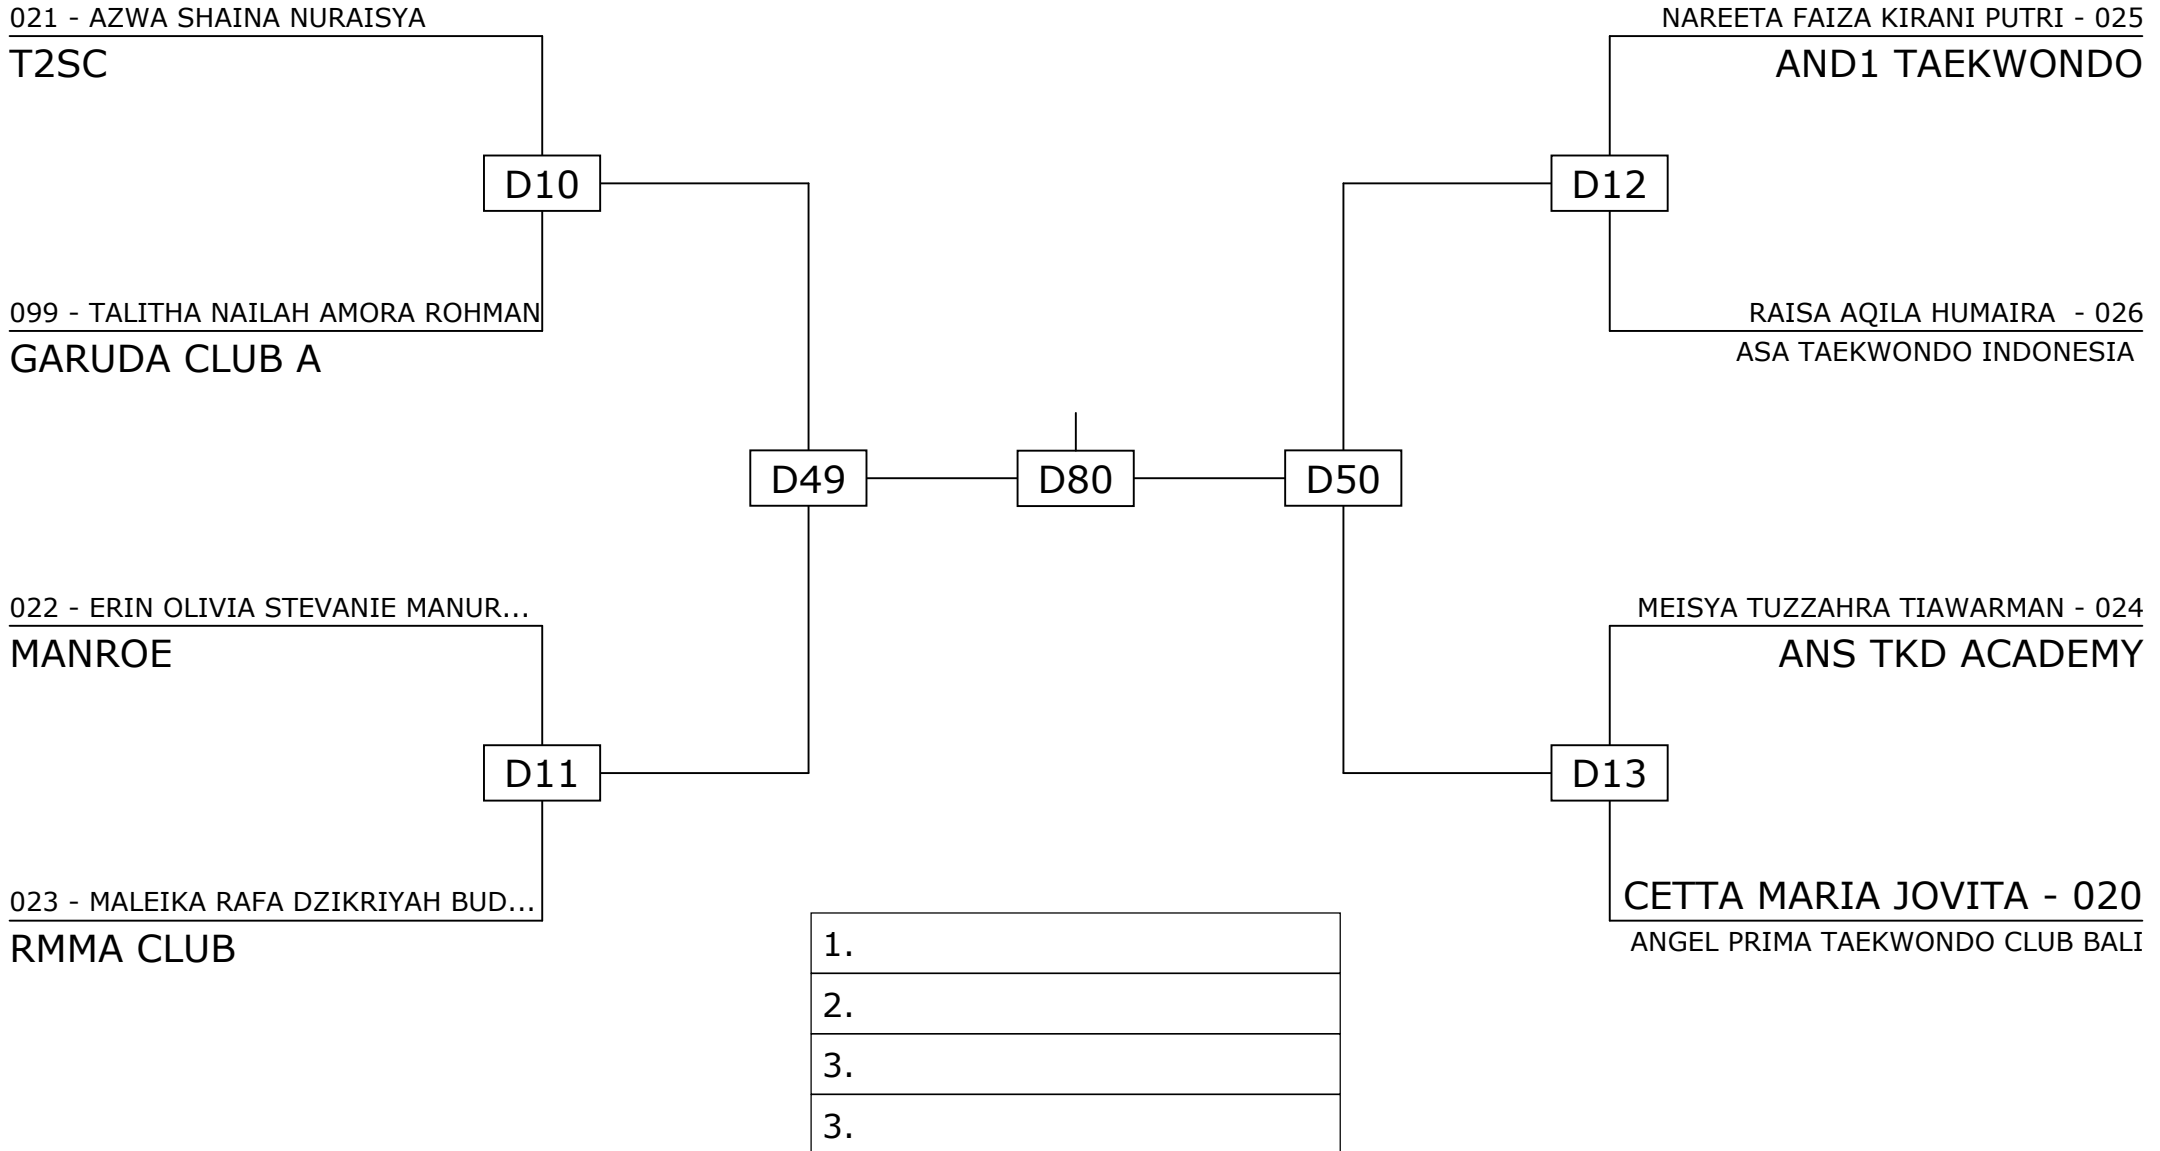 021 - AZWA SHAINA NURAISYA
T2SC
D10
099 - TALITHA NAILAH AMORA ROHMAN
GARUDA CLUB A
022 - ERIN OLIVIA STEVANIE MANUR...
MANROE
D11
023 - MALEIKA RAFA DZIKRIYAH BUD...
RMMA CLUB
D49
D80
D50
NAREETA FAIZA KIRANI PUTRI - 025
AND1 TAEKWONDO
D12
RAISA AQILA HUMAIRA  - 026
ASA TAEKWONDO INDONESIA
MEISYA TUZZAHRA TIAWARMAN - 024
ANS TKD ACADEMY
D13
CETTA MARIA JOVITA - 020
ANGEL PRIMA TAEKWONDO CLUB BALI
1.
2.
3.
3.